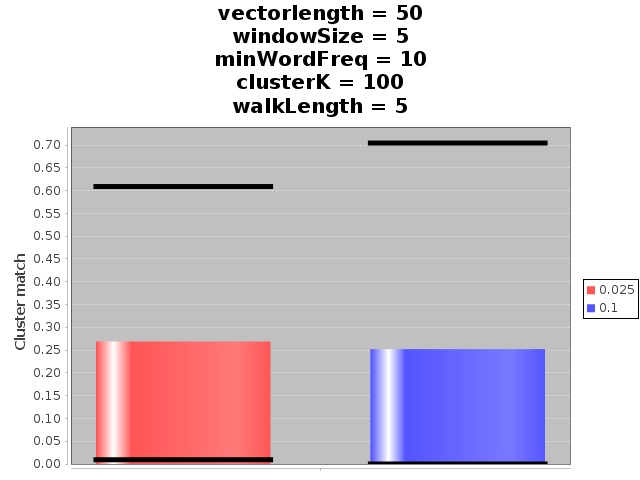 vectorlength = 50
windowSize = 5
minWordFreq = 10
clusterK = 100
walkLength = 5
0.70
0.65
0.60
0.55
0.50
0.45
0.40
0.35
0.30
0.25
0.20
0.15
0.10
0.05
0.00
Cluster match
0.025
0.1